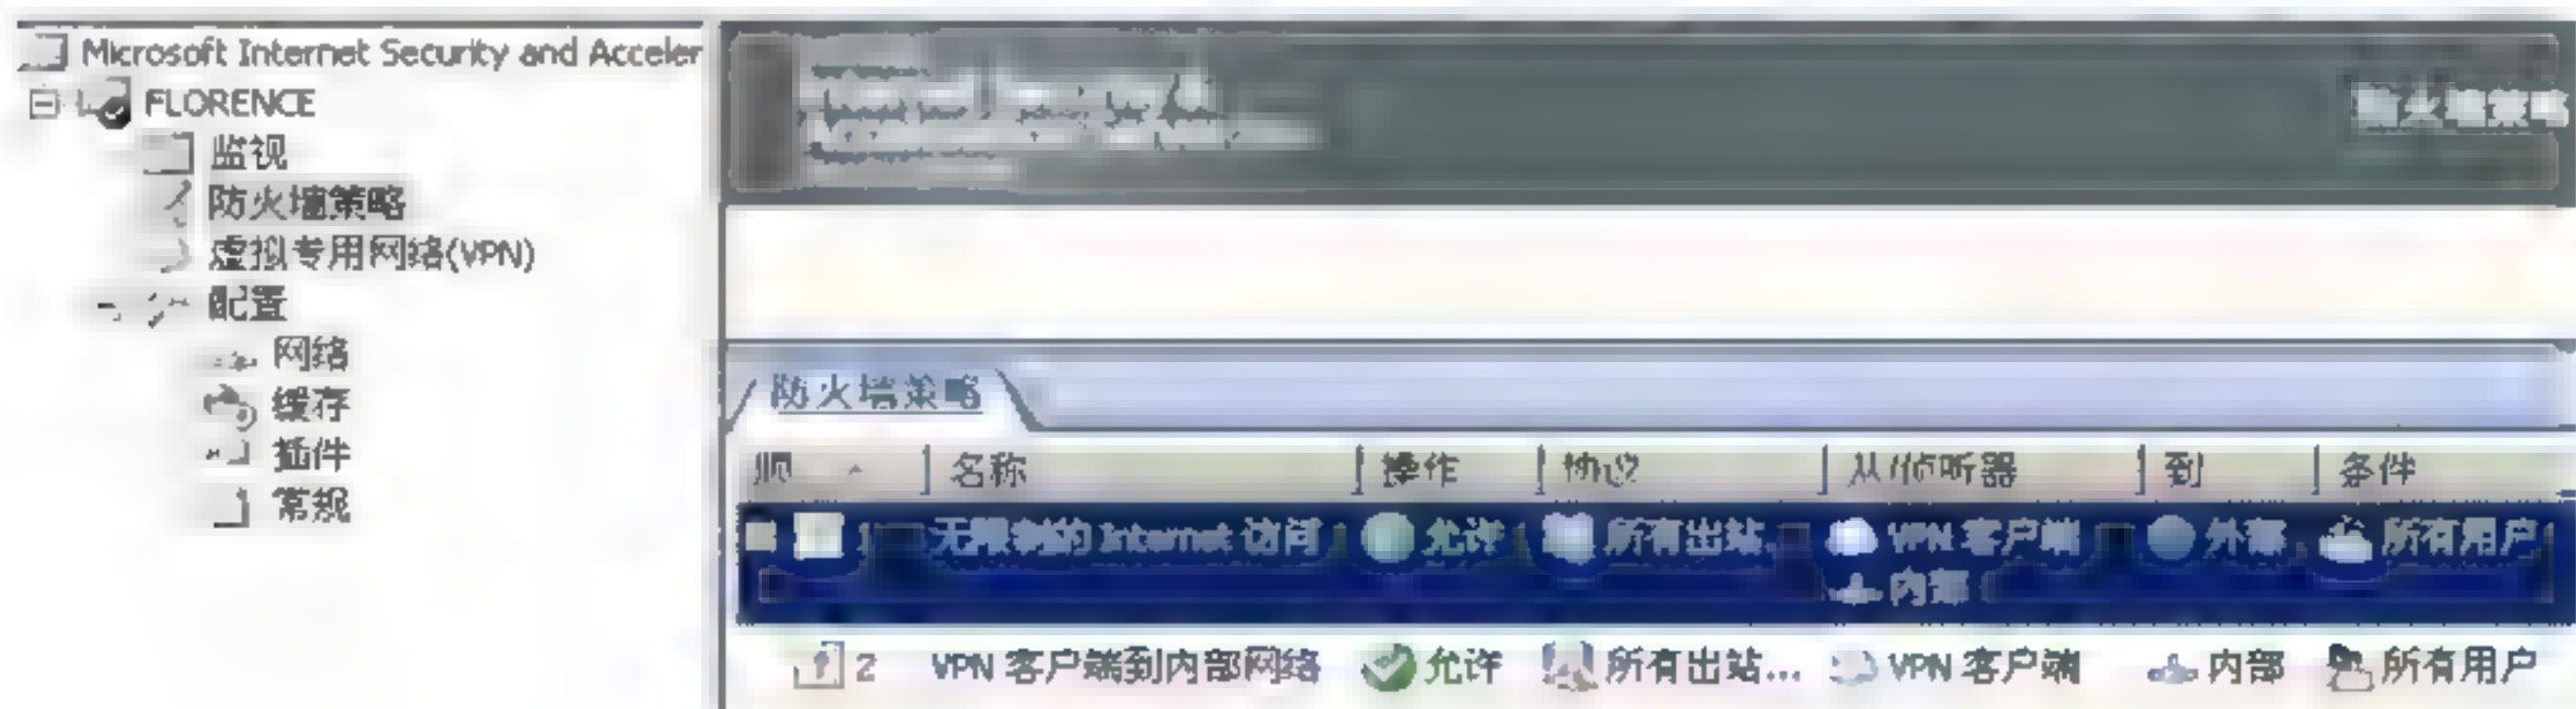 Microsoft Internet Security and Acceler
FLORENCE
监视
防火墙策略
虚拟专用网络(VPN)
配置
网络
缓存
插件
常规
防火墙策略
防火墙策略
顺 名称 操作 协议 从/侦听器 到 条件
1 无限制的 Internet 访问 允许 所有出站... VPN 客户端 外部 所有用户
内部
2 VPN 客户端到内部网络 允许 所有出站... VPN 客户端 内部 所有用户